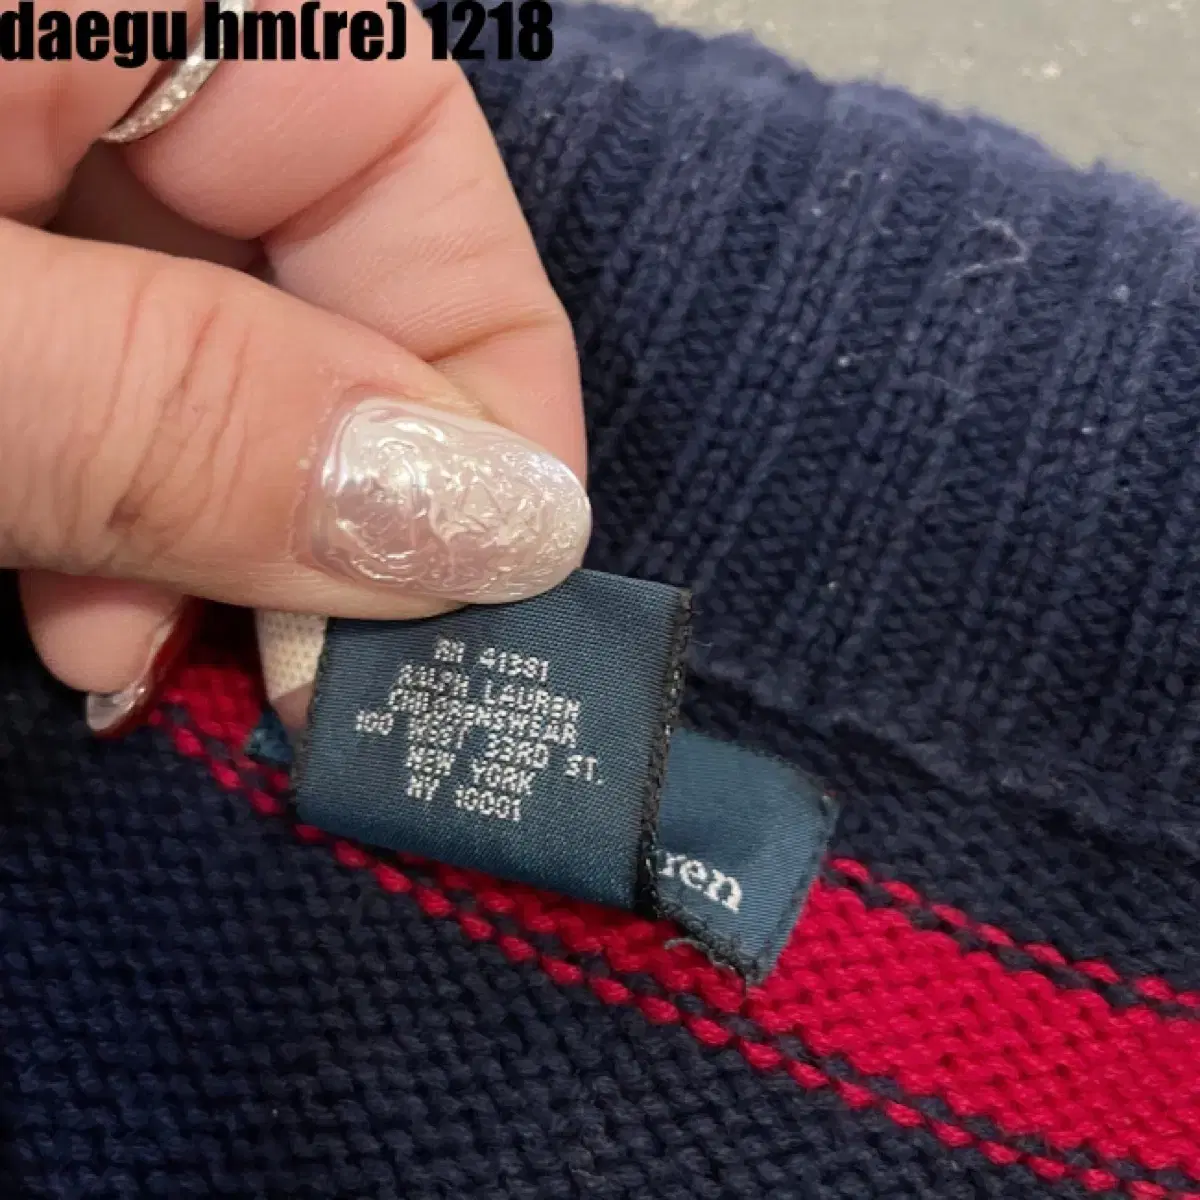 daegu hm(re) 1218
RN 41381
RALPH LAUREN
CHILDRENSWEAR
100 WEST 33RD ST.
NEW YORK
NY 10001
ren